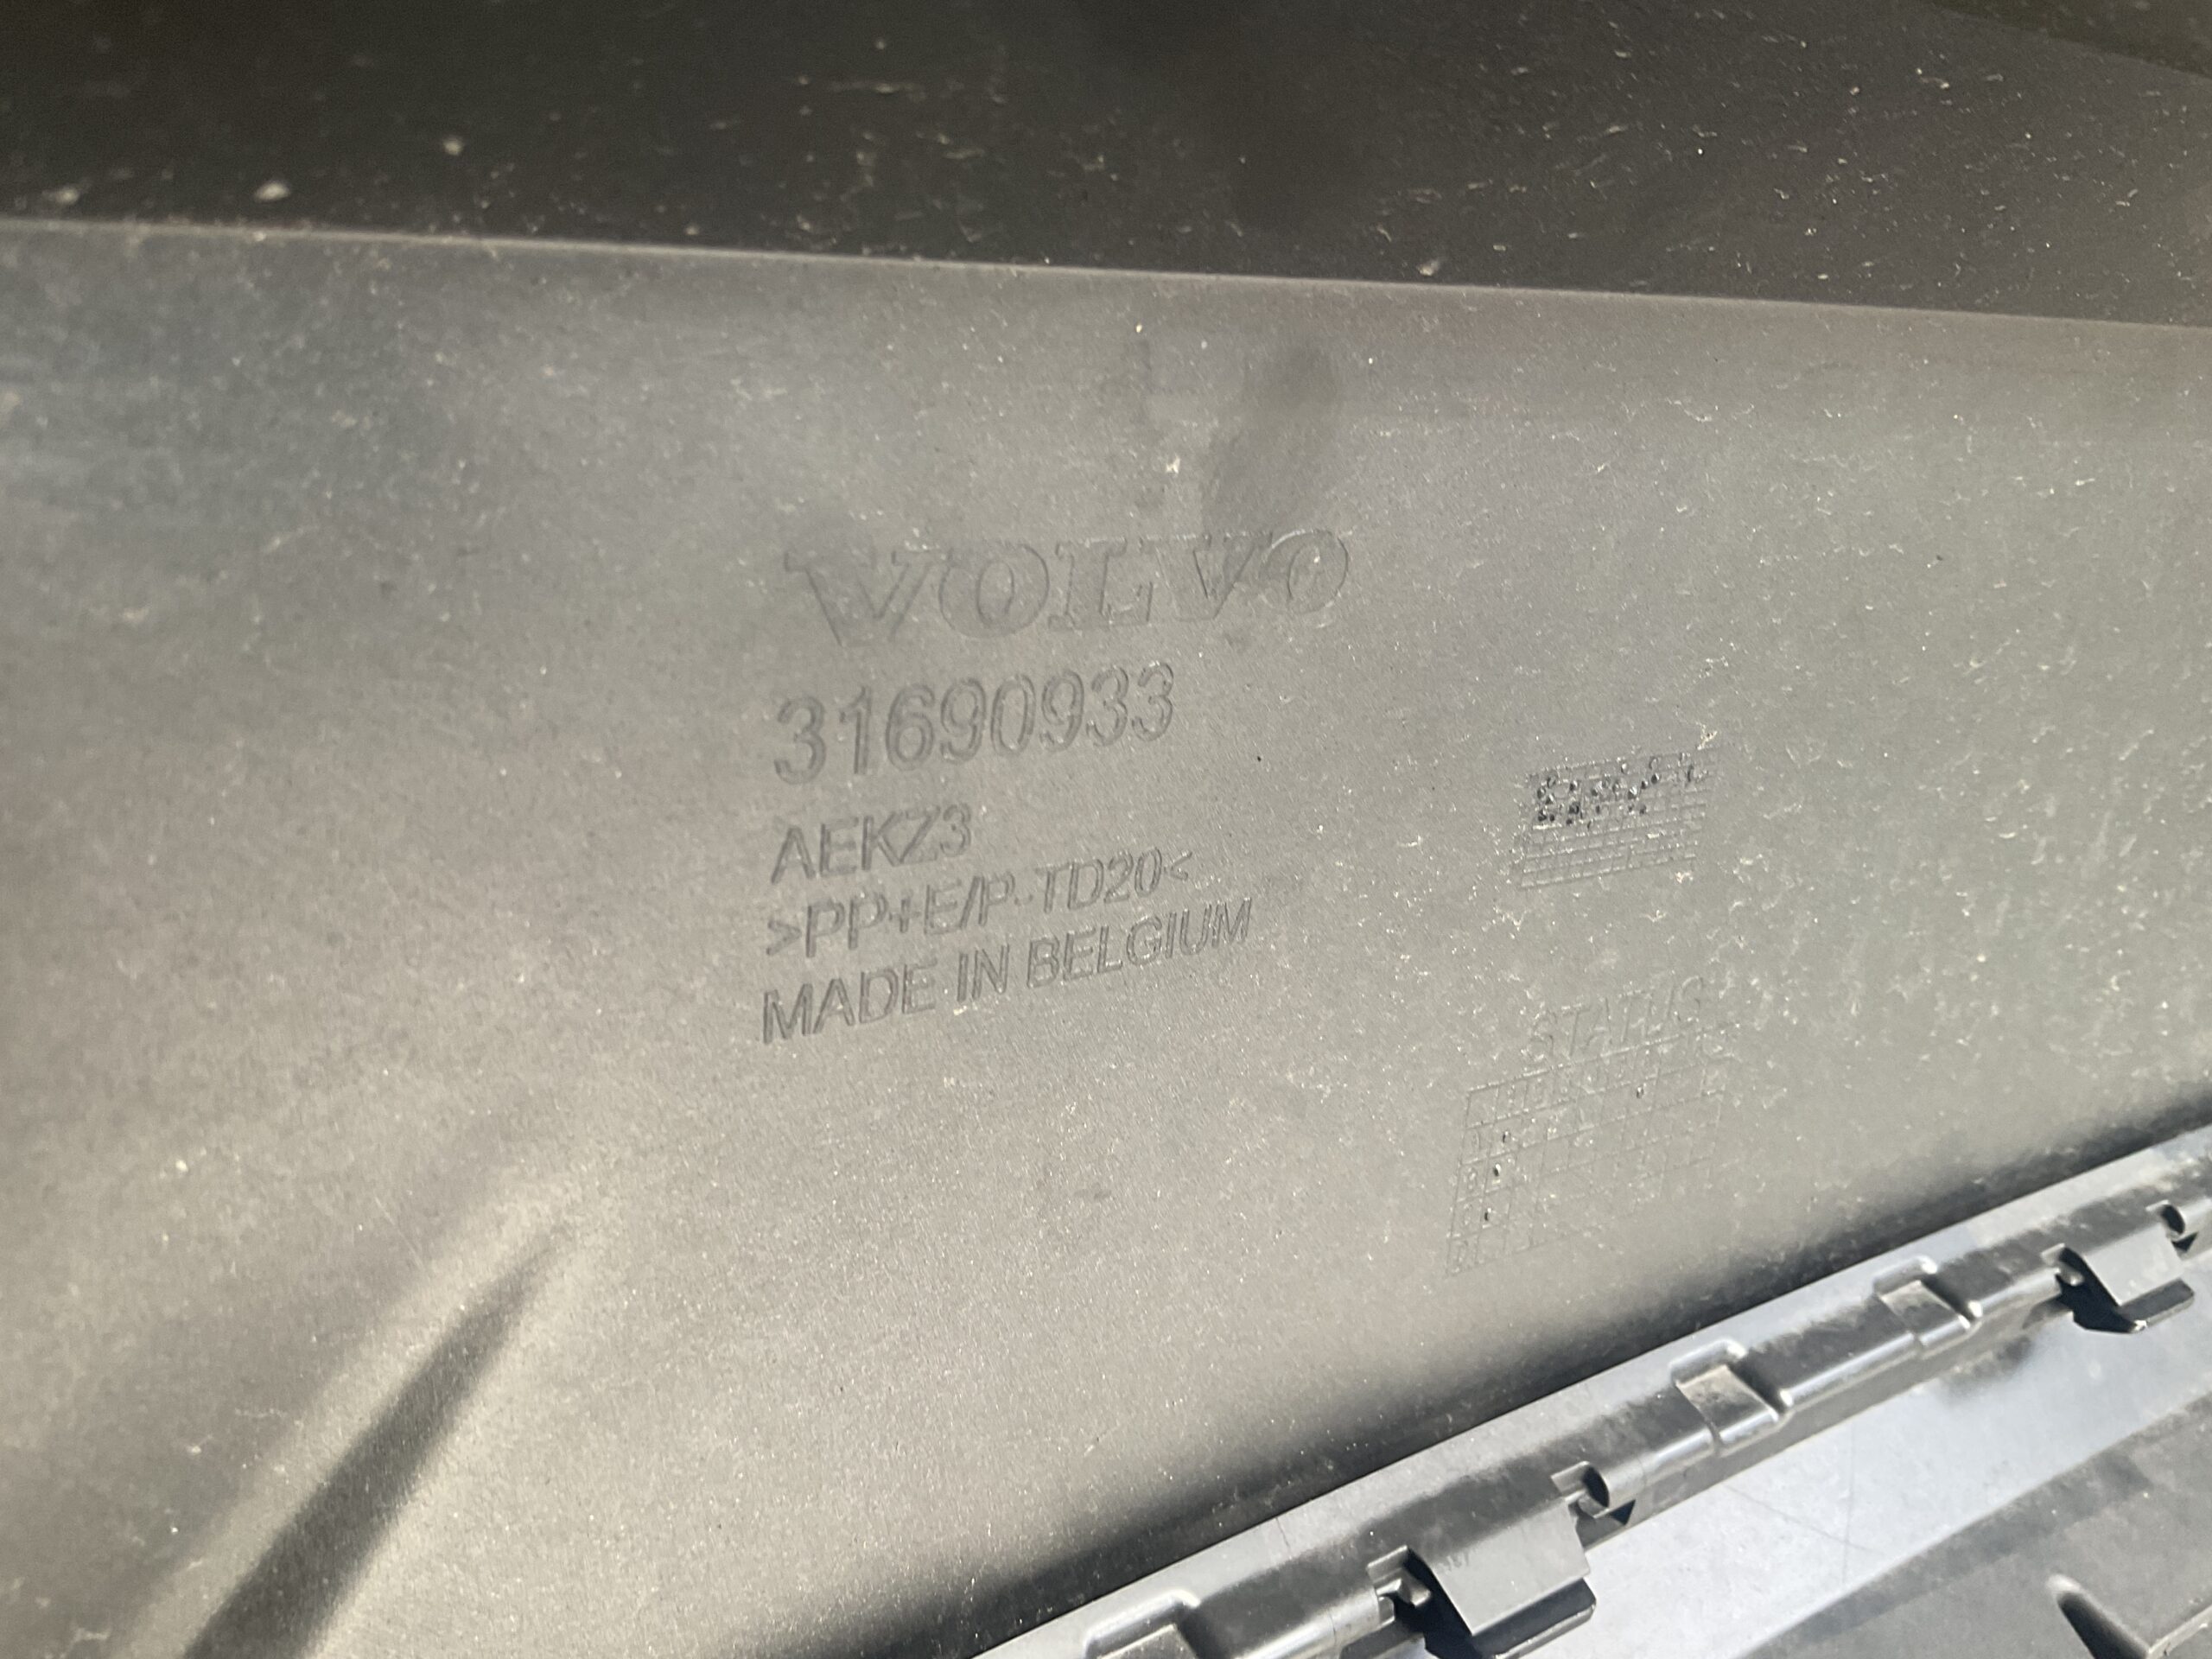 VOLVO
31690933
AEKZ3
>PP+E/P-TD20<
MADE IN BELGIUM
STATUS